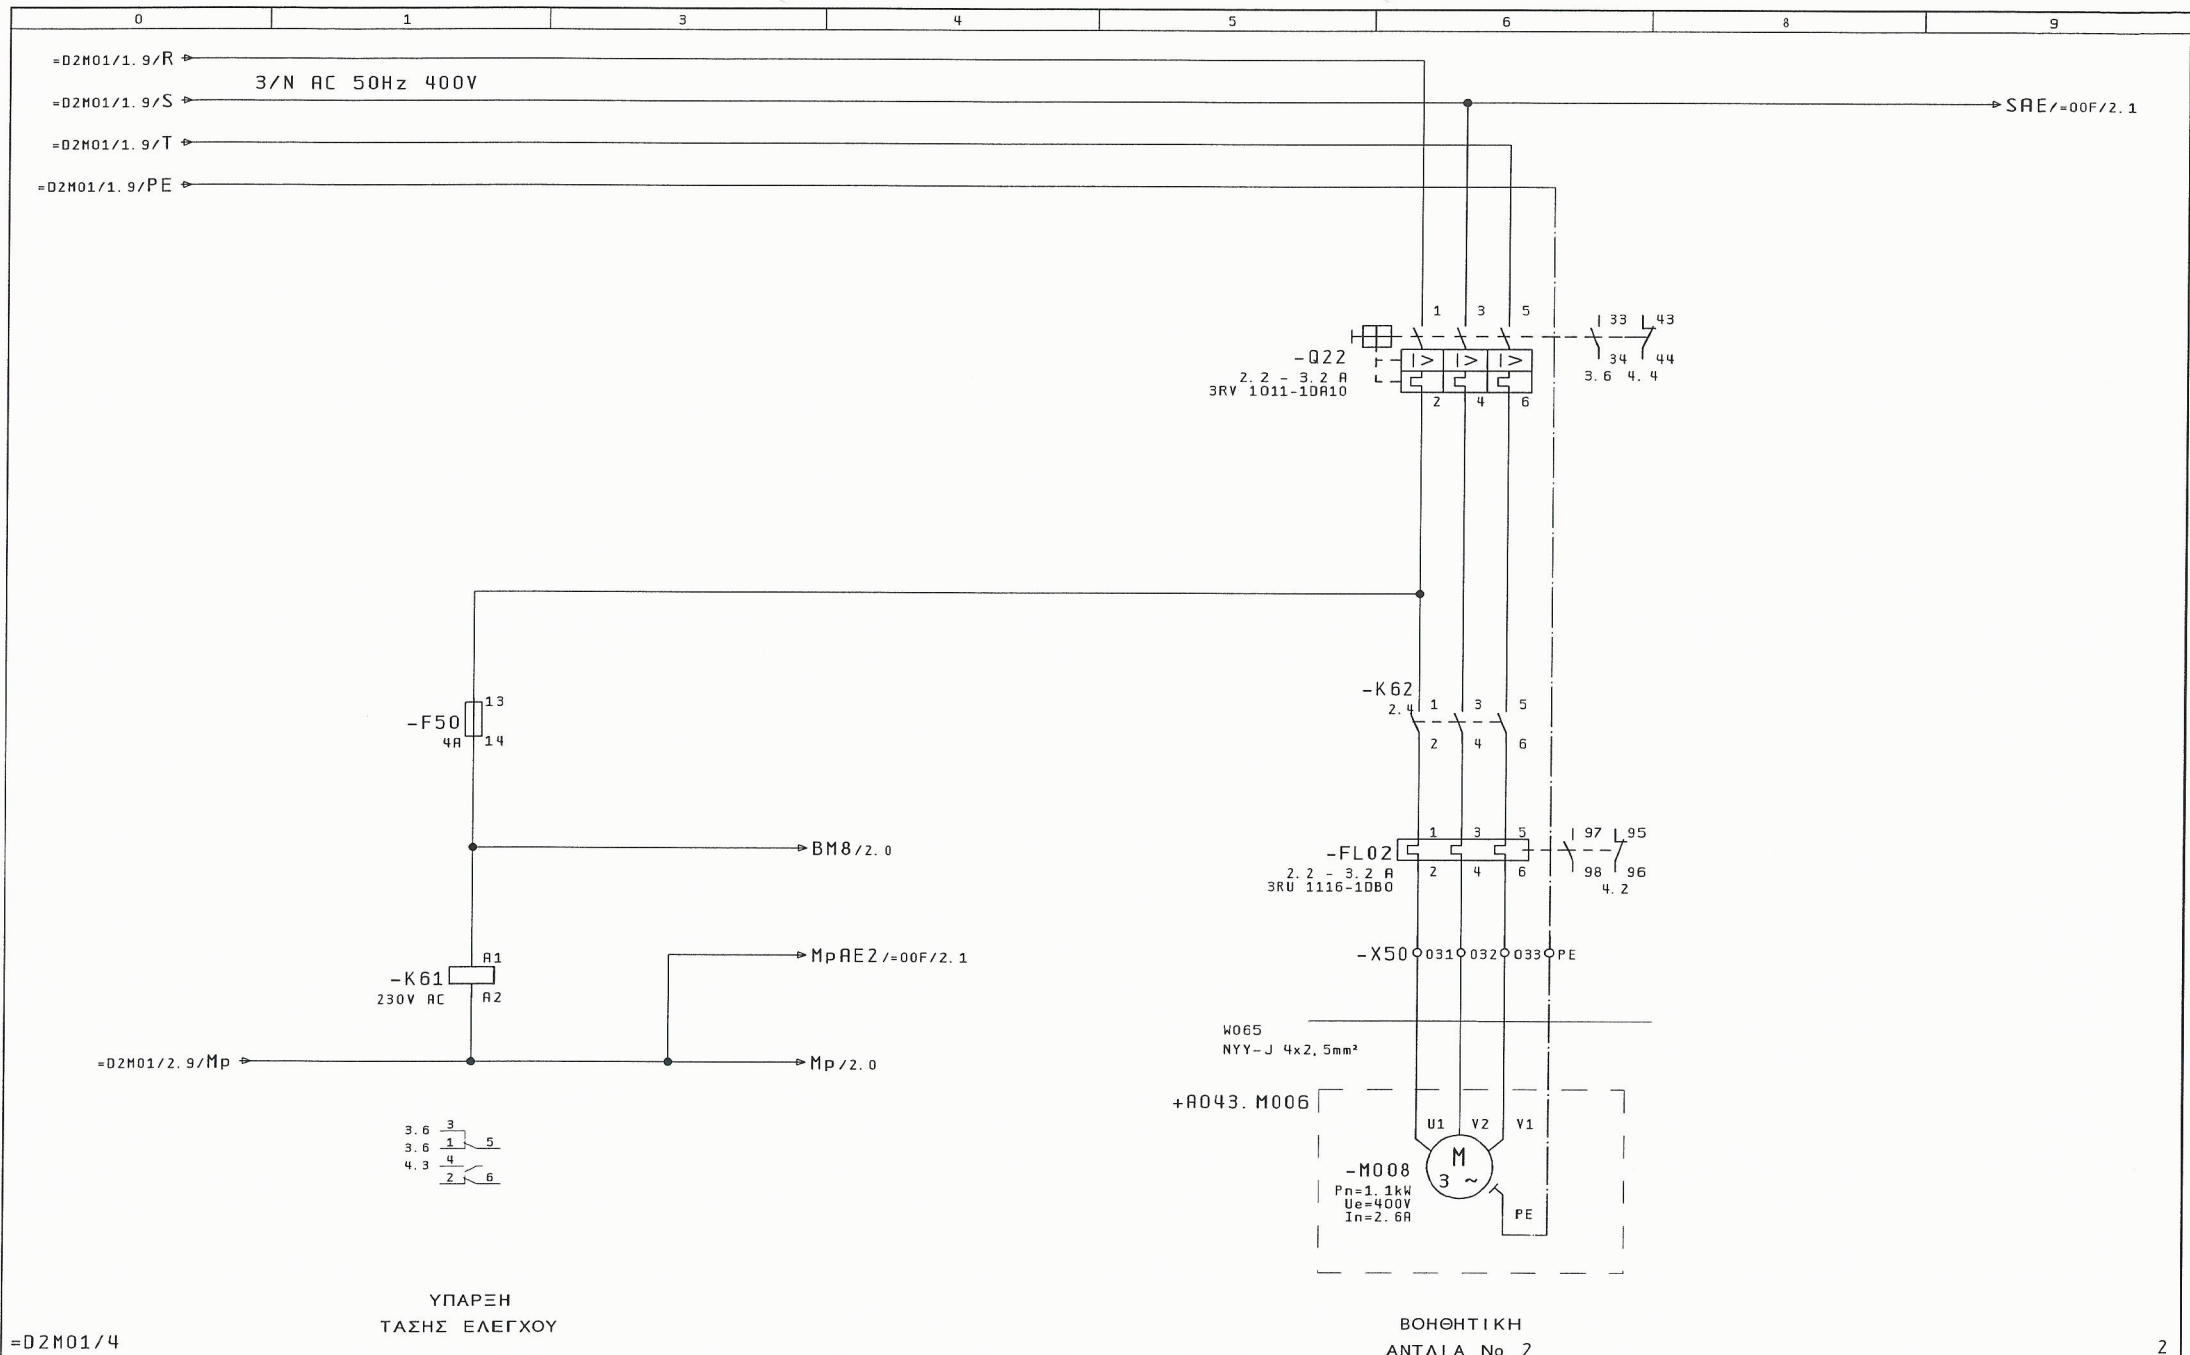 0 1 3 4 5 6 8 9
=D2M01/1.9/R
3/N AC 50Hz 400V
=D2M01/1.9/S
SAE/=00F/2.1
=D2M01/1.9/T
=D2M01/1.9/PE
1 3 5 33 43
-Q22
34 44
2.2 - 3.2 A
3.6 4.4
3RV 1011-1DA10
2 4 6
-K62
2.4 1 3 5
13
-F50
4A 14
2 4 6
1 3 5 97 95
BM8/2.0
-FL02
2.2 - 3.2 A
2 4 6 98 96
3RU 1116-1DB0
4.2
MpAE2/=00F/2.1
-X50 031 032 033 PE
A1
-K61
230V AC A2
W065
NYY-J 4x2,5mm²
=D2M01/2.9/Mp
Mp/2.0
+A043.M006
U1 V2 V1
3.6 3
3.6 1 5
4.3 4
2 6
M
3 ~
-M008
Pn=1.1kW
Ue=400V
In=2.6A
PE
ΥΠΑΡΞΗ
ΤΑΣΗΣ ΕΛΕΓΧΟΥ
ΒΟΗΘΗΤΙΚΗ
ΑΝΤΛΙΑ No 2
=D2M01/4
2